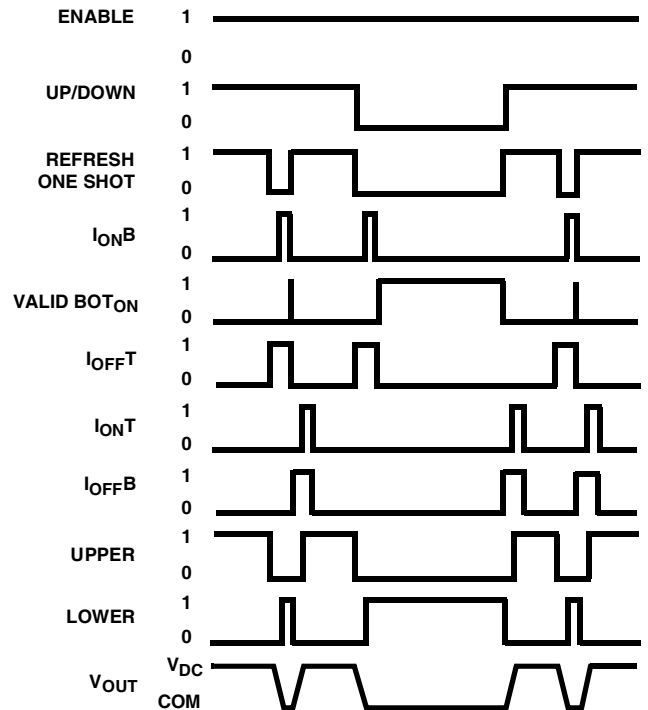 ENABLE 1
0
UP/DOWN 1
0
REFRESH ONE SHOT 1
0
IONB 1
0
VALID BOTON 1
0
IOFFT 1
0
IONT 1
0
IOFFB 1
0
UPPER 1
0
LOWER 1
0
VOUT VDC
COM